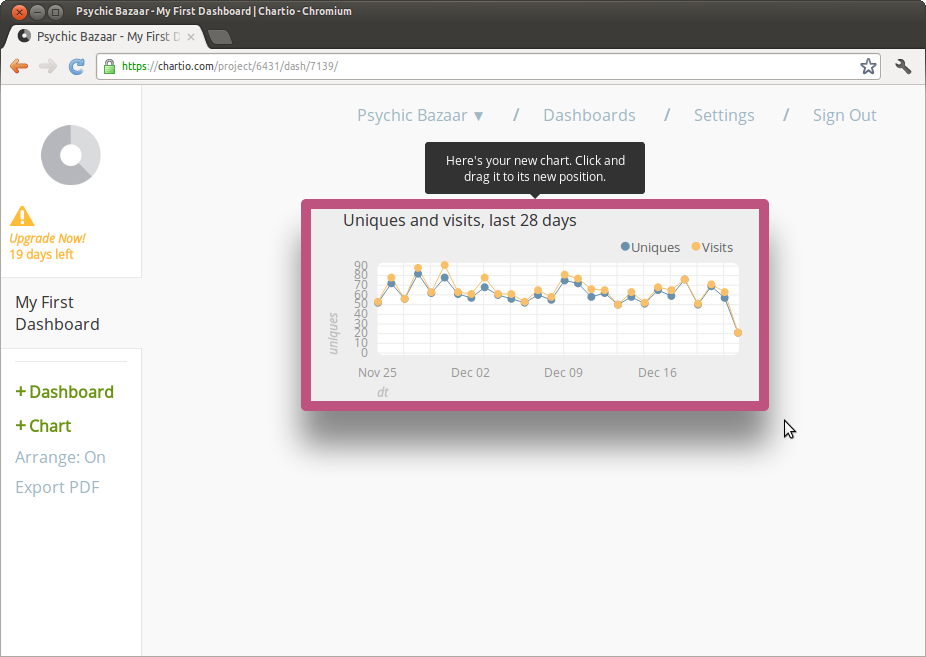 Psychic Bazaar - My First Dashboard | Chartio - Chromium
Psychic Bazaar - My First D
https://chartio.com/project/6431/dash/7139/
Psychic Bazaar ▾ / Dashboards / Settings / Sign Out
Upgrade Now!
19 days left
My First
Dashboard
+ Dashboard
+ Chart
Arrange: On
Export PDF
Here's your new chart. Click and
drag it to its new position.
Uniques and visits, last 28 days
Uniques Visits
90
80
70
60
50
40
30
20
10
0
uniques
Nov 25 Dec 02 Dec 09 Dec 16
dt